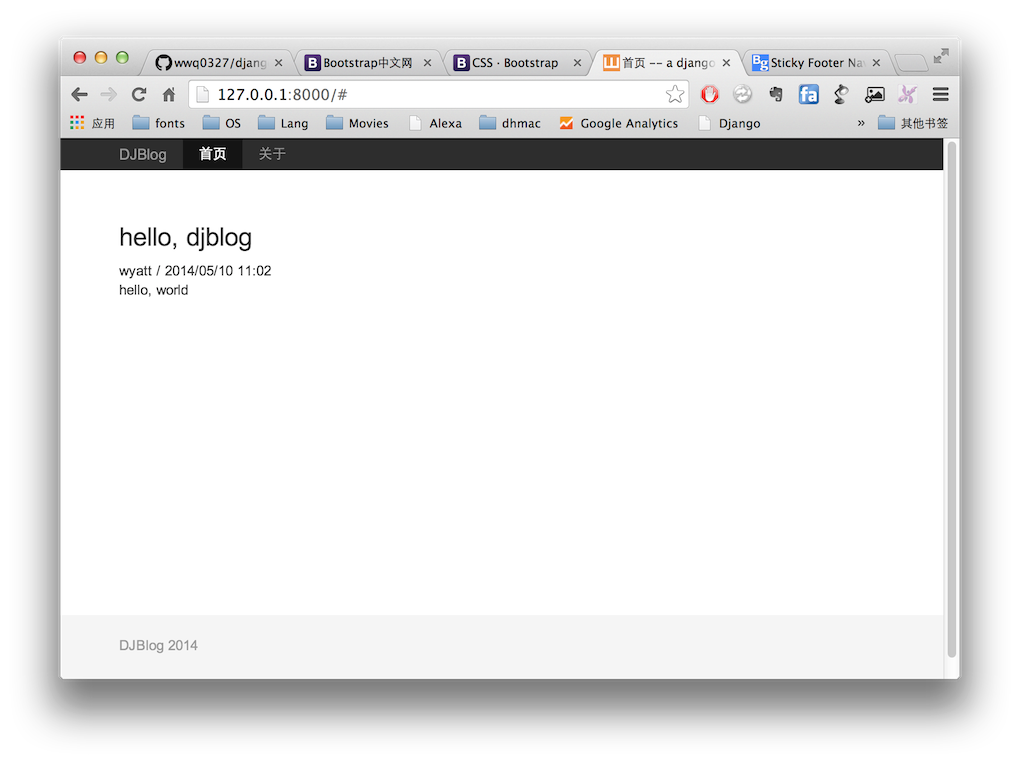 wwq0327/djang
Bootstrap中文网
CSS · Bootstrap
首页 -- a django
Sticky Footer Na
127.0.0.1:8000/#
应用 fonts OS Lang Movies Alexa dhmac Google Analytics Django » 其他书签
DJBlog 首页 关于
hello, djblog
wyatt / 2014/05/10 11:02
hello, world
DJBlog 2014